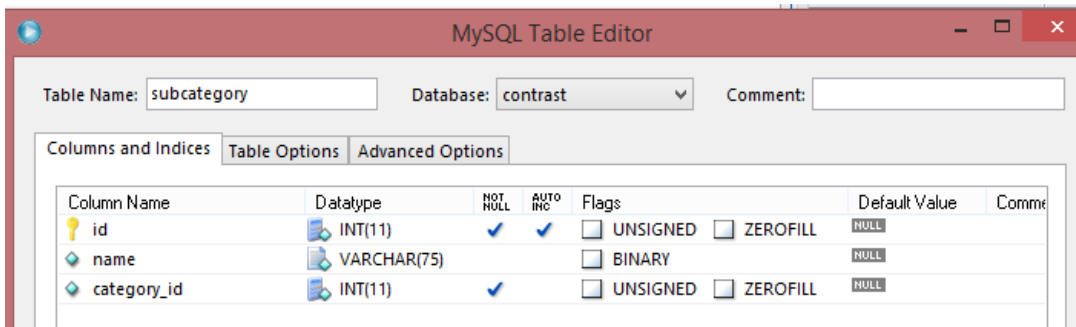 MySQL Table Editor
Table Name: subcategory Database: contrast Comment:
Columns and Indices Table Options Advanced Options
Column Name Datatype NOT NULL AUTO INC Flags Default Value Comme
id INT(11) UNSIGNED ZEROFILL NULL
name VARCHAR(75) BINARY NULL
category_id INT(11) UNSIGNED ZEROFILL NULL